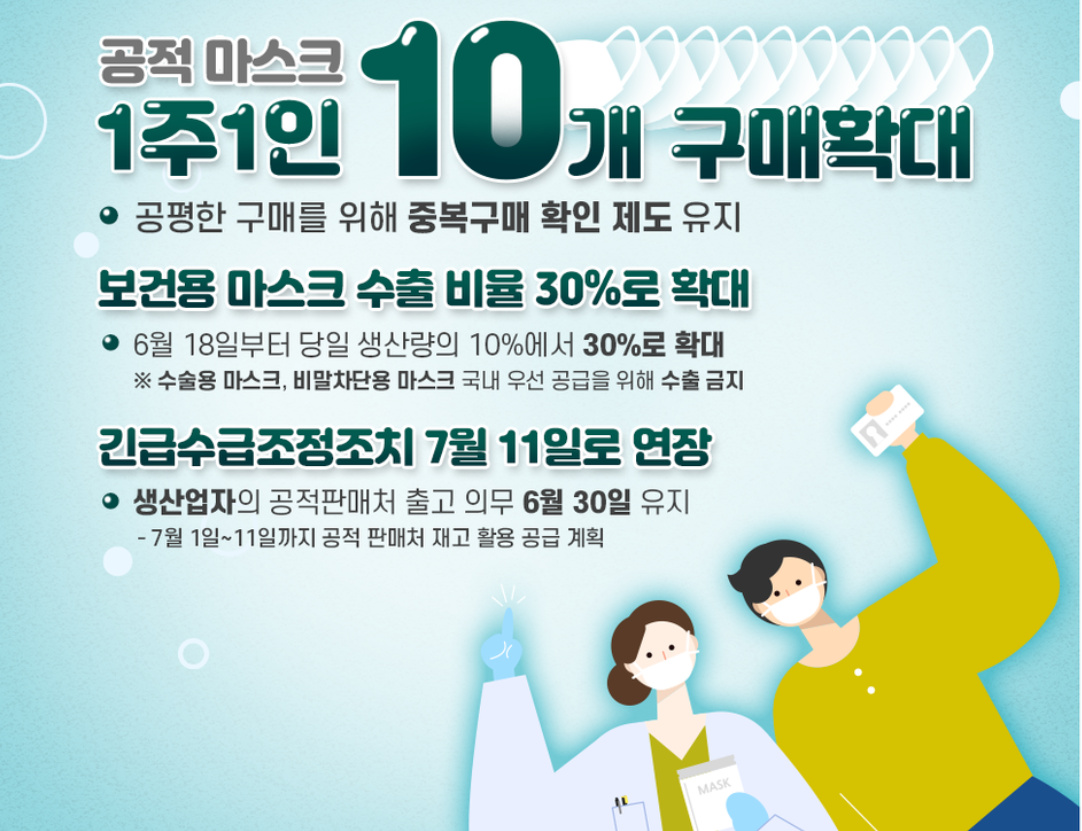 공적 마스크
1주1인 10개 구매확대
공평한 구매를 위해 중복구매 확인 제도 유지
보건용 마스크 수출 비율 30%로 확대
6월 18일부터 당일 생산량의 10%에서 30%로 확대
※ 수술용 마스크, 비말차단용 마스크 국내 우선 공급을 위해 수출 금지
긴급수급조정조치 7월 11일로 연장
생산업자의 공적판매처 출고 의무 6월 30일 유지
- 7월 1일~11일까지 공적 판매처 재고 활용 공급 계획
MASK